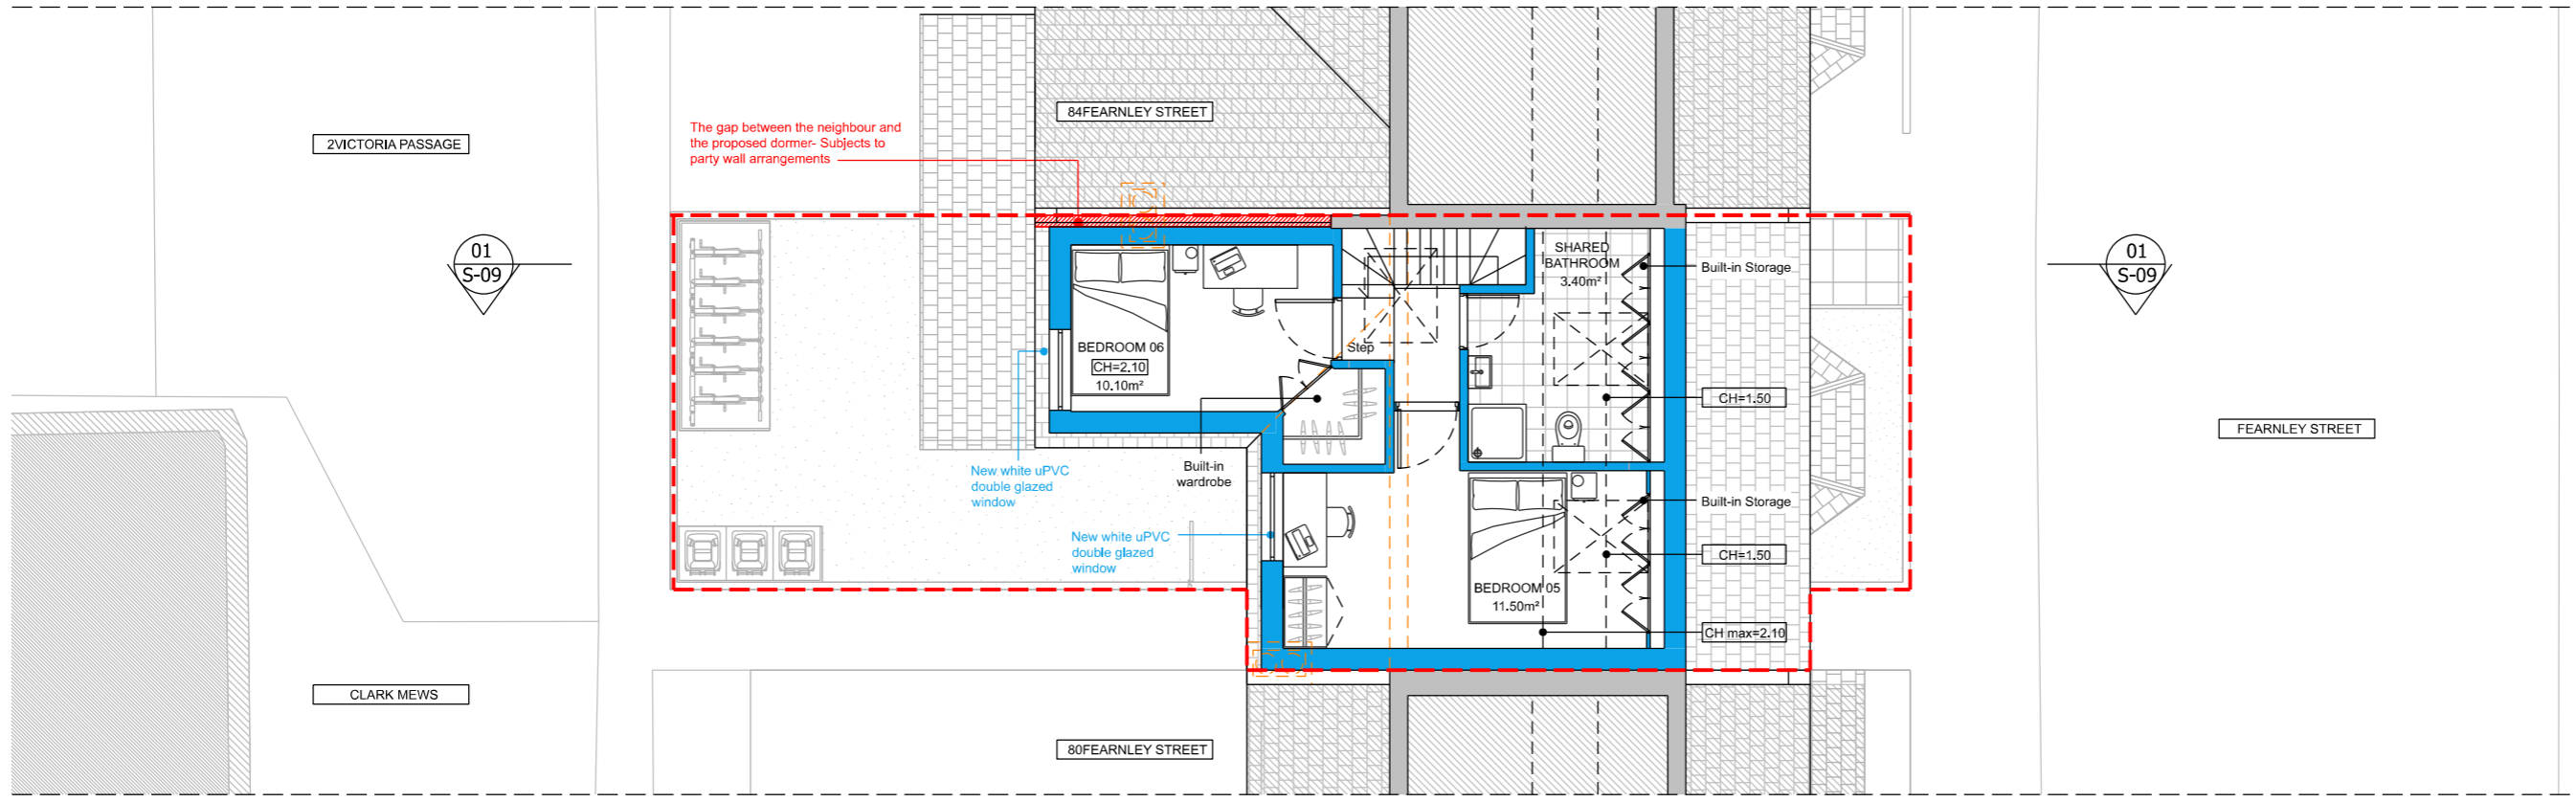 84FEARNLEY STREET
The gap between the neighbour and
the proposed dormer- Subjects to
party wall arrangements
2VICTORIA PASSAGE
01
S-09
01
S-09
SHARED
BATHROOM
3.40m²
Built-in Storage
BEDROOM 06
CH=2.10
10.10m²
Step
CH=1.50
FEARNLEY STREET
New white uPVC
double glazed
window
Built-in
wardrobe
Built-in Storage
New white uPVC
double glazed
window
CH=1.50
BEDROOM 05
11.50m²
CH max=2.10
CLARK MEWS
80FEARNLEY STREET